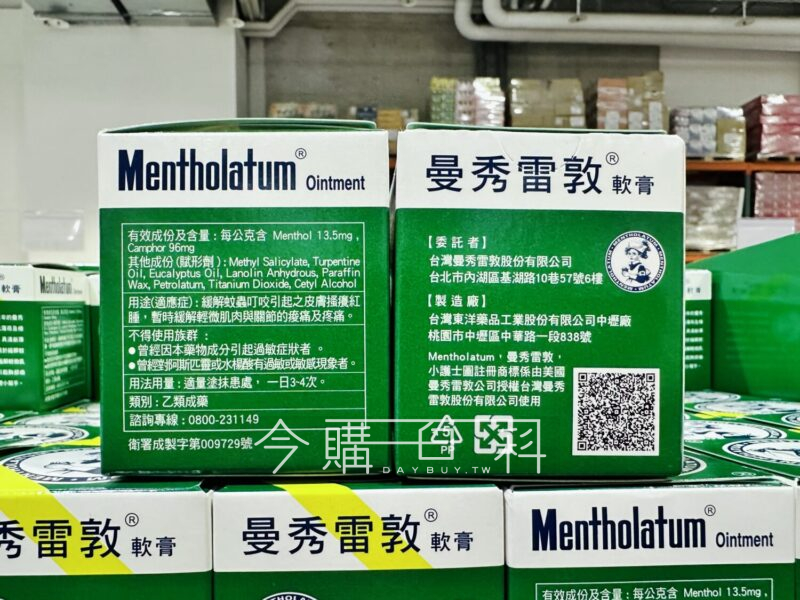 Mentholatum® Ointment
有效成份及含量：每公克含 Menthol 13.5mg，
Camphor 96mg
其他成份(賦形劑)：Methyl Salicylate, Turpentine
Oil, Eucalyptus Oil, Lanolin Anhydrous, Paraffin
Wax, Petrolatum, Titanium Dioxide, Cetyl Alcohol
用途(適應症)：緩解蚊蟲叮咬引起之皮膚搔癢紅
腫，暫時緩解輕微肌肉與關節的痠痛及疼痛。
不得使用族群：
●曾經因本藥物成分引起過敏症狀者。
●曾經對阿斯匹靈或水楊酸有過敏或敏感現象者。
用法用量：適量塗抹患處，一日3-4次。
類別：乙類成藥
諮詢專線：0800-231149
衛署成製字第009729號
曼秀雷敦® 軟膏
【委託者】
台灣曼秀雷敦股份有限公司
台北市內湖區基湖路10巷57號6樓
【製造廠】
台灣東洋藥品工業股份有限公司中壢廠
桃園市中壢區中華路一段838號
Mentholatum，曼秀雷敦，
小護士圖註冊商標係由美國
曼秀雷敦公司授權台灣曼秀
雷敦股份有限公司使用
5
PP
今購百科
DAYBUY.TW
軟膏
秀雷敦® 軟膏
曼秀雷敦® 軟膏
Mentholatum® Ointment
有效成份及含量：每公克含 Menthol 13.5mg，